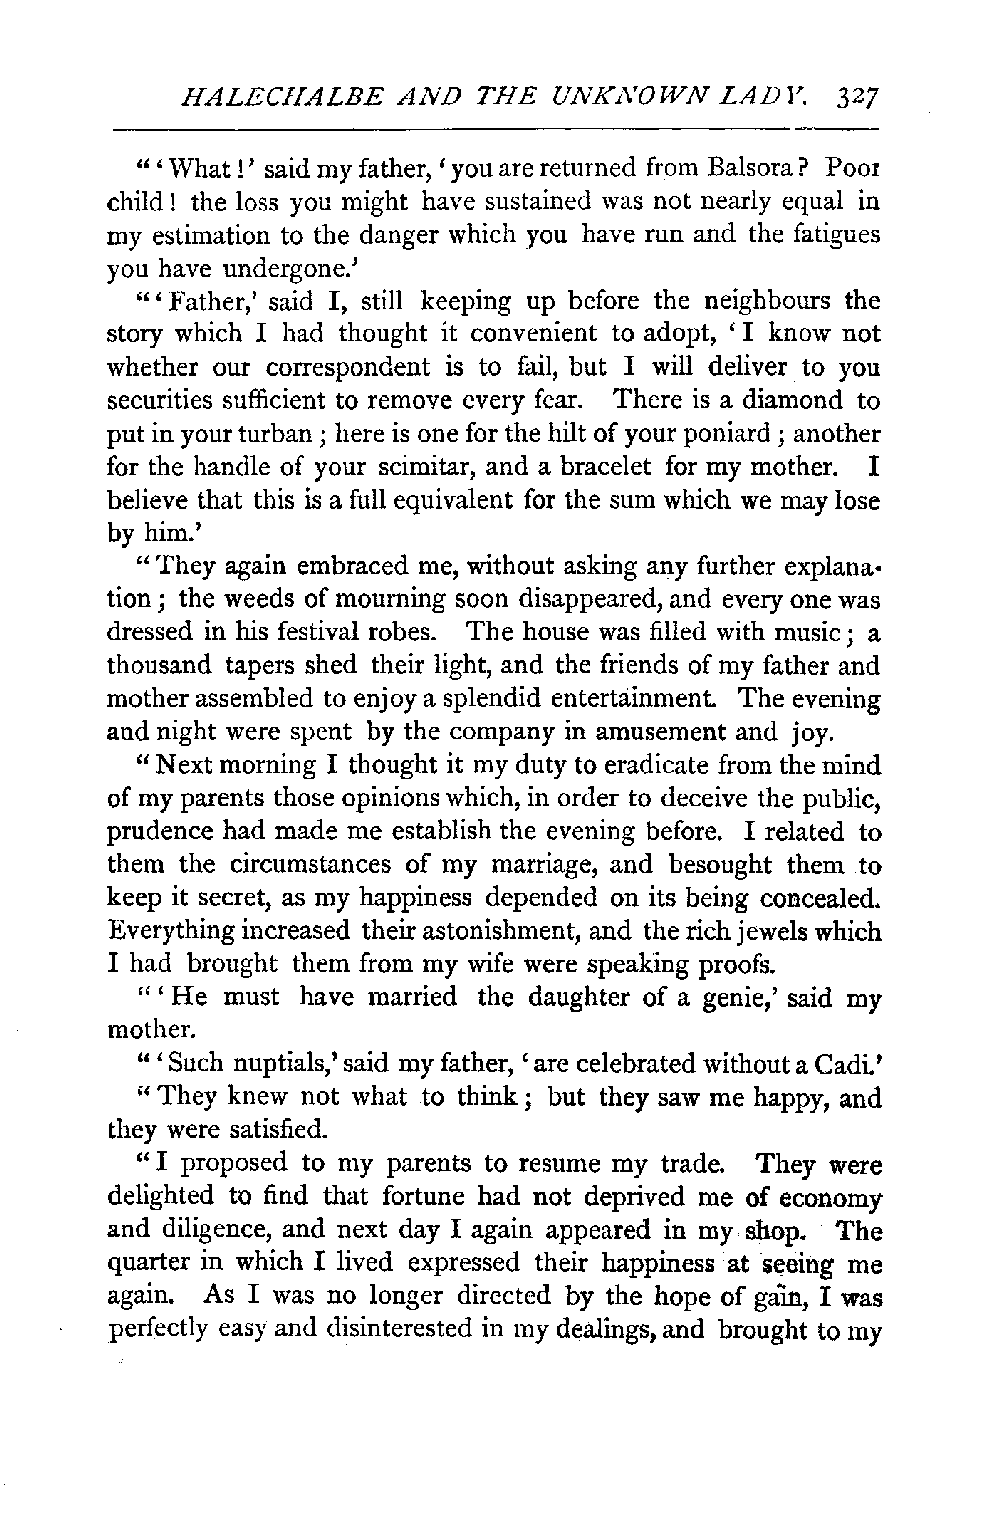 HALECHALBE AND THE UNKNOWN LADY. 327
“ ‘ What !’ said my father, ‘ you are returned from Balsora ? Poor
child ! the loss you might have sustained was not nearly equal in
my estimation to the danger which you have run and the fatigues
you have undergone.’
“ ‘ Father,’ said I, still keeping up before the neighbours the
story which I had thought it convenient to adopt, ‘ I know not
whether our correspondent is to fail, but I will deliver to you
securities sufficient to remove every fear. There is a diamond to
put in your turban ; here is one for the hilt of your poniard ; another
for the handle of your scimitar, and a bracelet for my mother. I
believe that this is a full equivalent for the sum which we may lose
by him.’
“ They again embraced me, without asking any further explana-
tion ; the weeds of mourning soon disappeared, and every one was
dressed in his festival robes. The house was filled with music ; a
thousand tapers shed their light, and the friends of my father and
mother assembled to enjoy a splendid entertainment. The evening
and night were spent by the company in amusement and joy.
“ Next morning I thought it my duty to eradicate from the mind
of my parents those opinions which, in order to deceive the public,
prudence had made me establish the evening before. I related to
them the circumstances of my marriage, and besought them to
keep it secret, as my happiness depended on its being concealed.
Everything increased their astonishment, and the rich jewels which
I had brought them from my wife were speaking proofs.
“ ‘ He must have married the daughter of a genie,’ said my
mother.
“ ‘ Such nuptials,’ said my father, ‘ are celebrated without a Cadi.’
“ They knew not what to think ; but they saw me happy, and
they were satisfied.
“ I proposed to my parents to resume my trade. They were
delighted to find that fortune had not deprived me of economy
and diligence, and next day I again appeared in my shop. The
quarter in which I lived expressed their happiness at seeing me
again. As I was no longer directed by the hope of gain, I was
perfectly easy and disinterested in my dealings, and brought to my